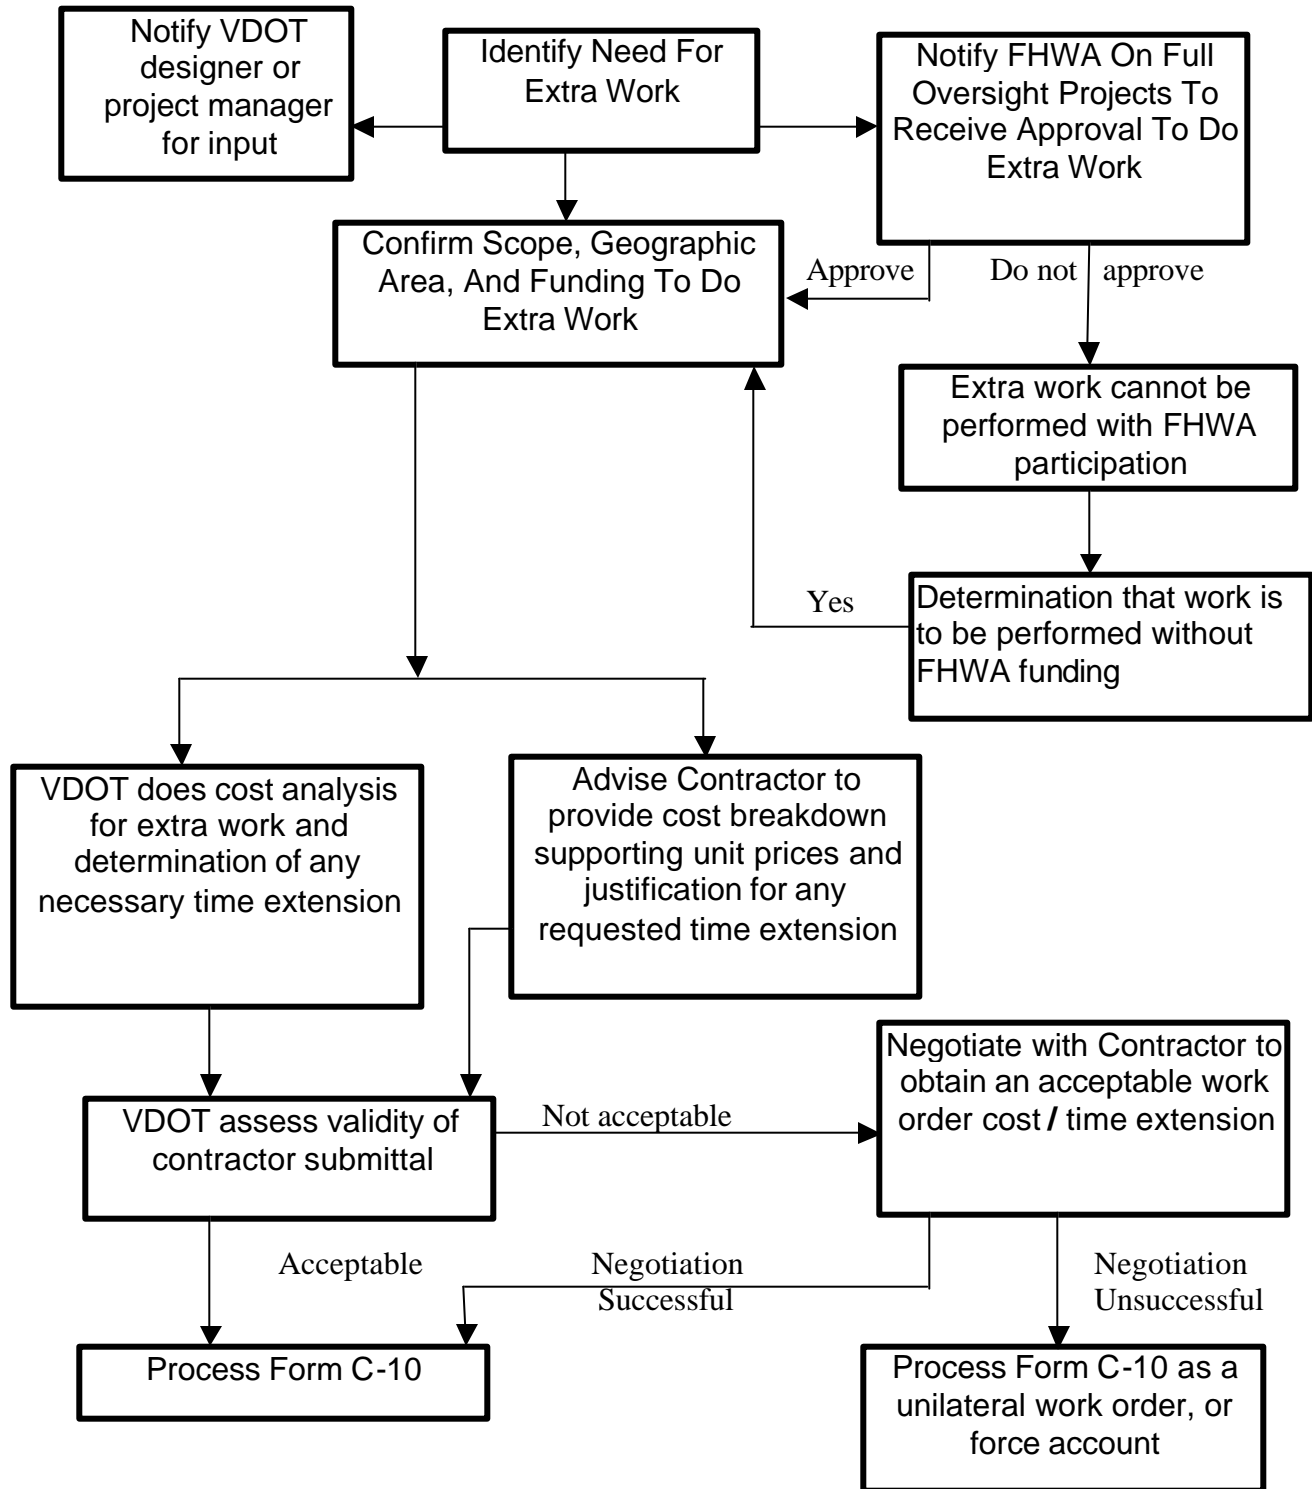 Notify VDOT
designer or
project manager
for input
Identify Need For
Extra Work
Notify FHWA On Full
Oversight Projects To
Receive Approval To Do
Extra Work
Confirm Scope, Geographic
Area, And Funding To Do
Extra Work
Approve
Do not approve
Extra work cannot be
performed with FHWA
participation
Yes
Determination that work is
to be performed without
FHWA funding
VDOT does cost analysis
for extra work and
determination of any
necessary time extension
Advise Contractor to
provide cost breakdown
supporting unit prices and
justification for any
requested time extension
Negotiate with Contractor to
obtain an acceptable work
order cost / time extension
VDOT assess validity of
contractor submittal
Not acceptable
Acceptable
Negotiation
Successful
Negotiation
Unsuccessful
Process Form C-10
Process Form C-10 as a
unilateral work order, or
force account